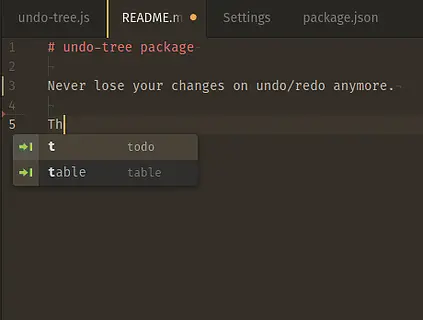 undo-tree.js README.m Settings package.json
1 # undo-tree package
2
3 Never lose your changes on undo/redo anymore.
4
5 Th
t todo
table table